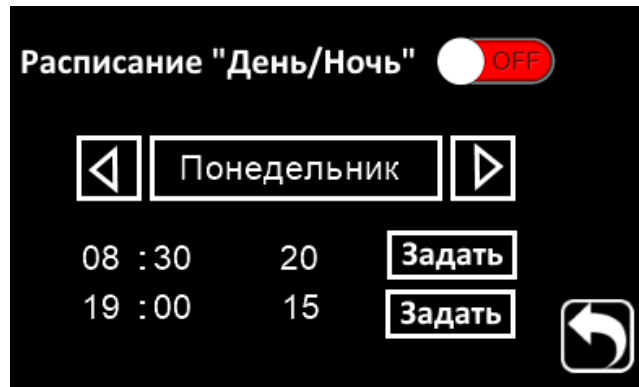 Расписание "День/Ночь" OFF
Понедельник
08 :30 20 Задать
19 :00 15 Задать